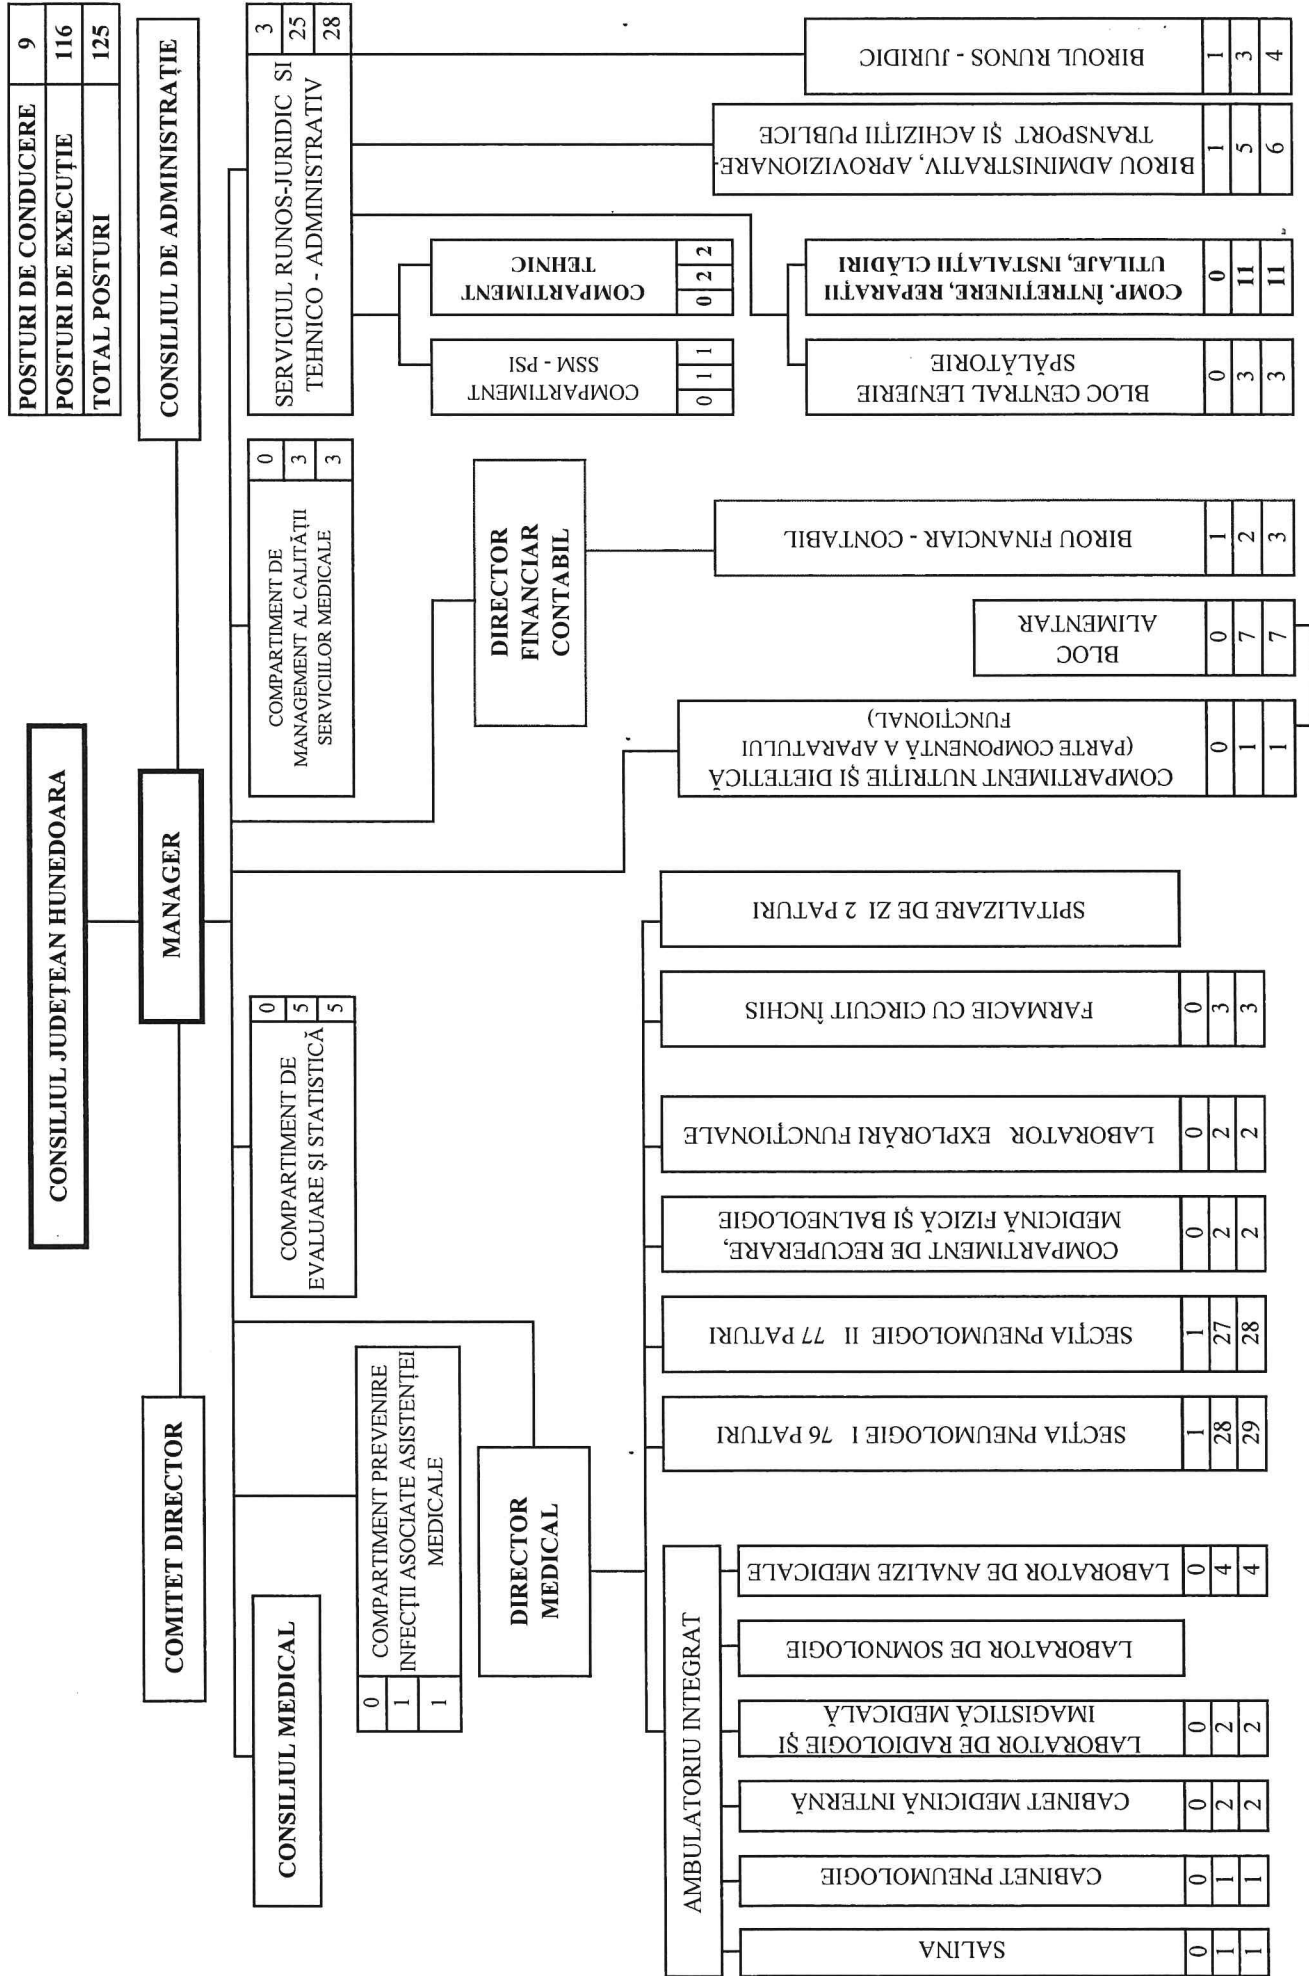 POSTURI DE CONDUCERE 9
POSTURI DE EXECUȚIE 116
TOTAL POSTURI 125
CONSILIUL JUDEȚEAN HUNEDOARA
COMITET DIRECTOR
MANAGER
CONSILIUL DE ADMINISTRAȚIE
CONSILIUL MEDICAL
COMPARTIMENT PREVENIRE
INFECȚII ASOCIATE ASISTENȚEI
MEDICALE
0
1
1
COMPARTIMENT DE
EVALUARE ȘI STATISTICĂ
0
5
5
COMPARTIMENT DE
MANAGEMENT AL CALITĂȚII
SERVICIILOR MEDICALE
0
3
3
SERVICIUL RUNOS-JURIDIC SI
TEHNICO - ADMINISTRATIV
3
25
28
DIRECTOR
MEDICAL
DIRECTOR
FINANCIAR
CONTABIL
COMPARTIMENT
SSM - PSI
0 1 1
COMPARTIMENT
TEHNIC
0 2 2
AMBULATORIU INTEGRAT
SALINA
0
1
1
CABINET PNEUMOLOGIE
0
1
1
CABINET MEDICINĂ INTERNĂ
0
2
2
LABORATOR DE RADIOLOGIE ȘI
IMAGISTICĂ MEDICALĂ
0
2
2
LABORATOR DE SOMNOLOGIE
LABORATOR DE ANALIZE MEDICALE
0
4
4
SECȚIA PNEUMOLOGIE I 76 PATURI
1
28
29
SECȚIA PNEUMOLOGIE II 77 PATURI
1
27
28
COMPARTIMENT DE RECUPERARE,
MEDICINĂ FIZICĂ ȘI BALNEOLOGIE
0
2
2
LABORATOR EXPLORĂRI FUNCȚIONALE
0
2
2
FARMACIE CU CIRCUIT ÎNCHIS
0
3
3
SPITALIZARE DE ZI 2 PATURI
COMPARTIMENT NUTRIȚIE ȘI DIETETICĂ
(PARTE COMPONENTĂ A APARATULUI
FUNCȚIONAL)
0
1
1
BLOC
ALIMENTAR
0
7
7
BIROU FINANCIAR - CONTABIL
1
2
3
BLOC CENTRAL LENJERIE
SPĂLĂTORIE
0
3
3
COMP. ÎNTREȚINERE, REPARAȚII
UTILAJE, INSTALAȚII CLĂDIRI
0
11
11
BIROU ADMINISTRATIV, APROVIZIONARE-
TRANSPORT ȘI ACHIZIȚII PUBLICE
1
5
6
BIROUL RUNOS - JURIDIC
1
3
4